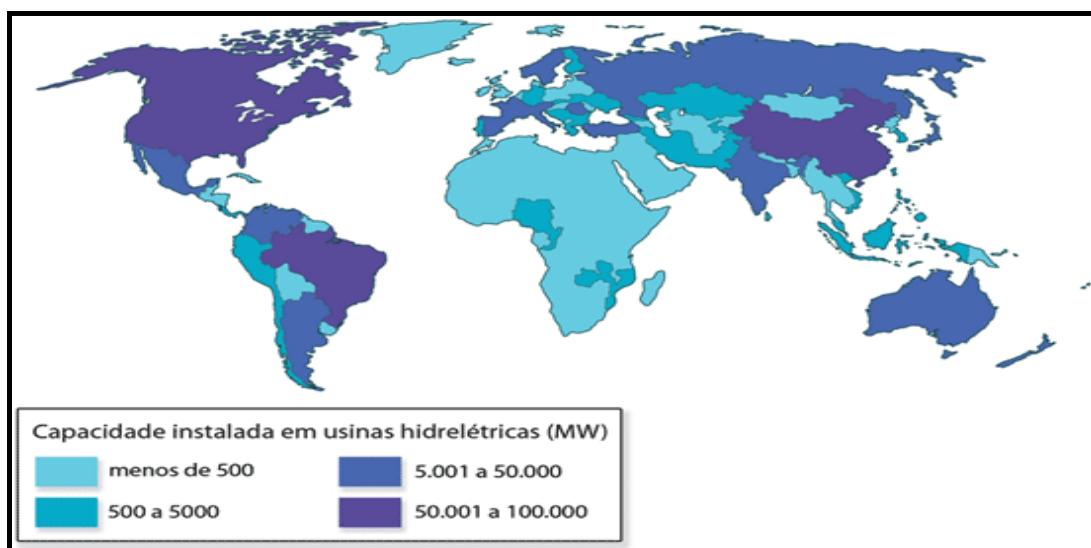 Capacidade instalada em usinas hidrelétricas (MW)
menos de 500
5.001 a 50.000
500 a 5000
50.001 a 100.000